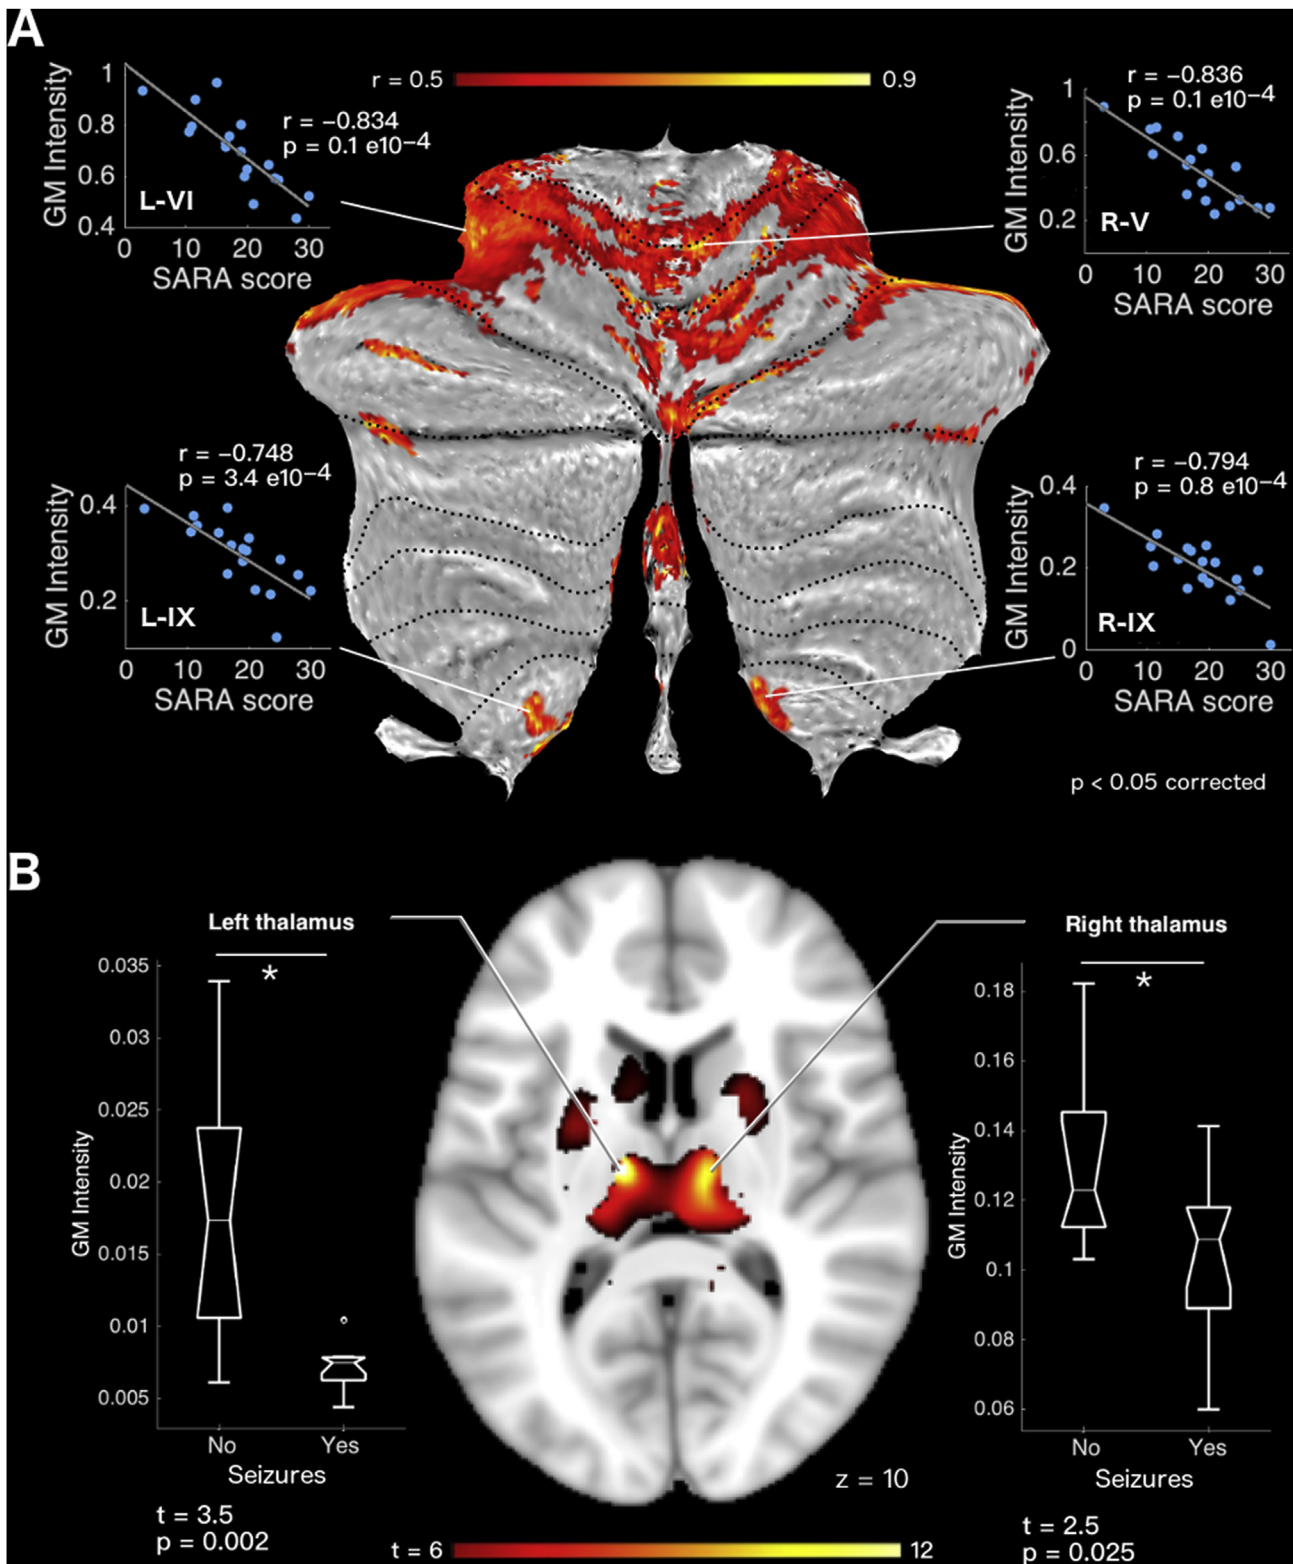 A
r = 0.5 0.9
GM Intensity
1
0.8
0.6
0.4
r = −0.834
p = 0.1 e10−4
L-VI
0 10 20 30
SARA score
GM Intensity
1
0.6
0.2
r = −0.836
p = 0.1 e10−4
R-V
0 10 20 30
SARA score
GM Intensity
0.4
0.2
r = −0.748
p = 3.4 e10−4
L-IX
0 10 20 30
SARA score
GM Intensity
0.4
0.2
0
r = −0.794
p = 0.8 e10−4
R-IX
0 10 20 30
SARA score
p < 0.05 corrected
B
Left thalamus
*
GM Intensity
0.035
0.03
0.025
0.02
0.015
0.01
0.005
No Yes
Seizures
t = 3.5
p = 0.002
Right thalamus
*
GM Intensity
0.18
0.16
0.14
0.12
0.1
0.08
0.06
No Yes
Seizures
t = 2.5
p = 0.025
z = 10
t = 6 12